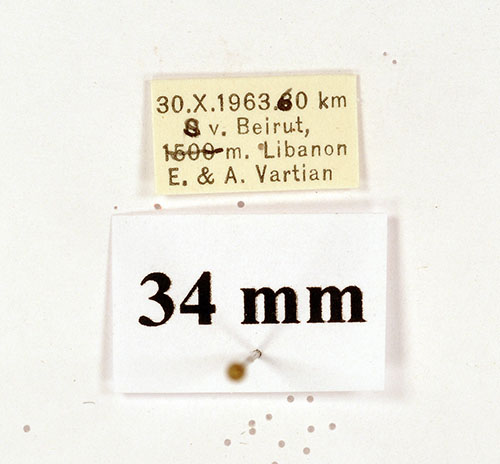 30.X.1963.60 km
S v. Beirut,
1500 m. Libanon
E. & A. Vartian
34 mm